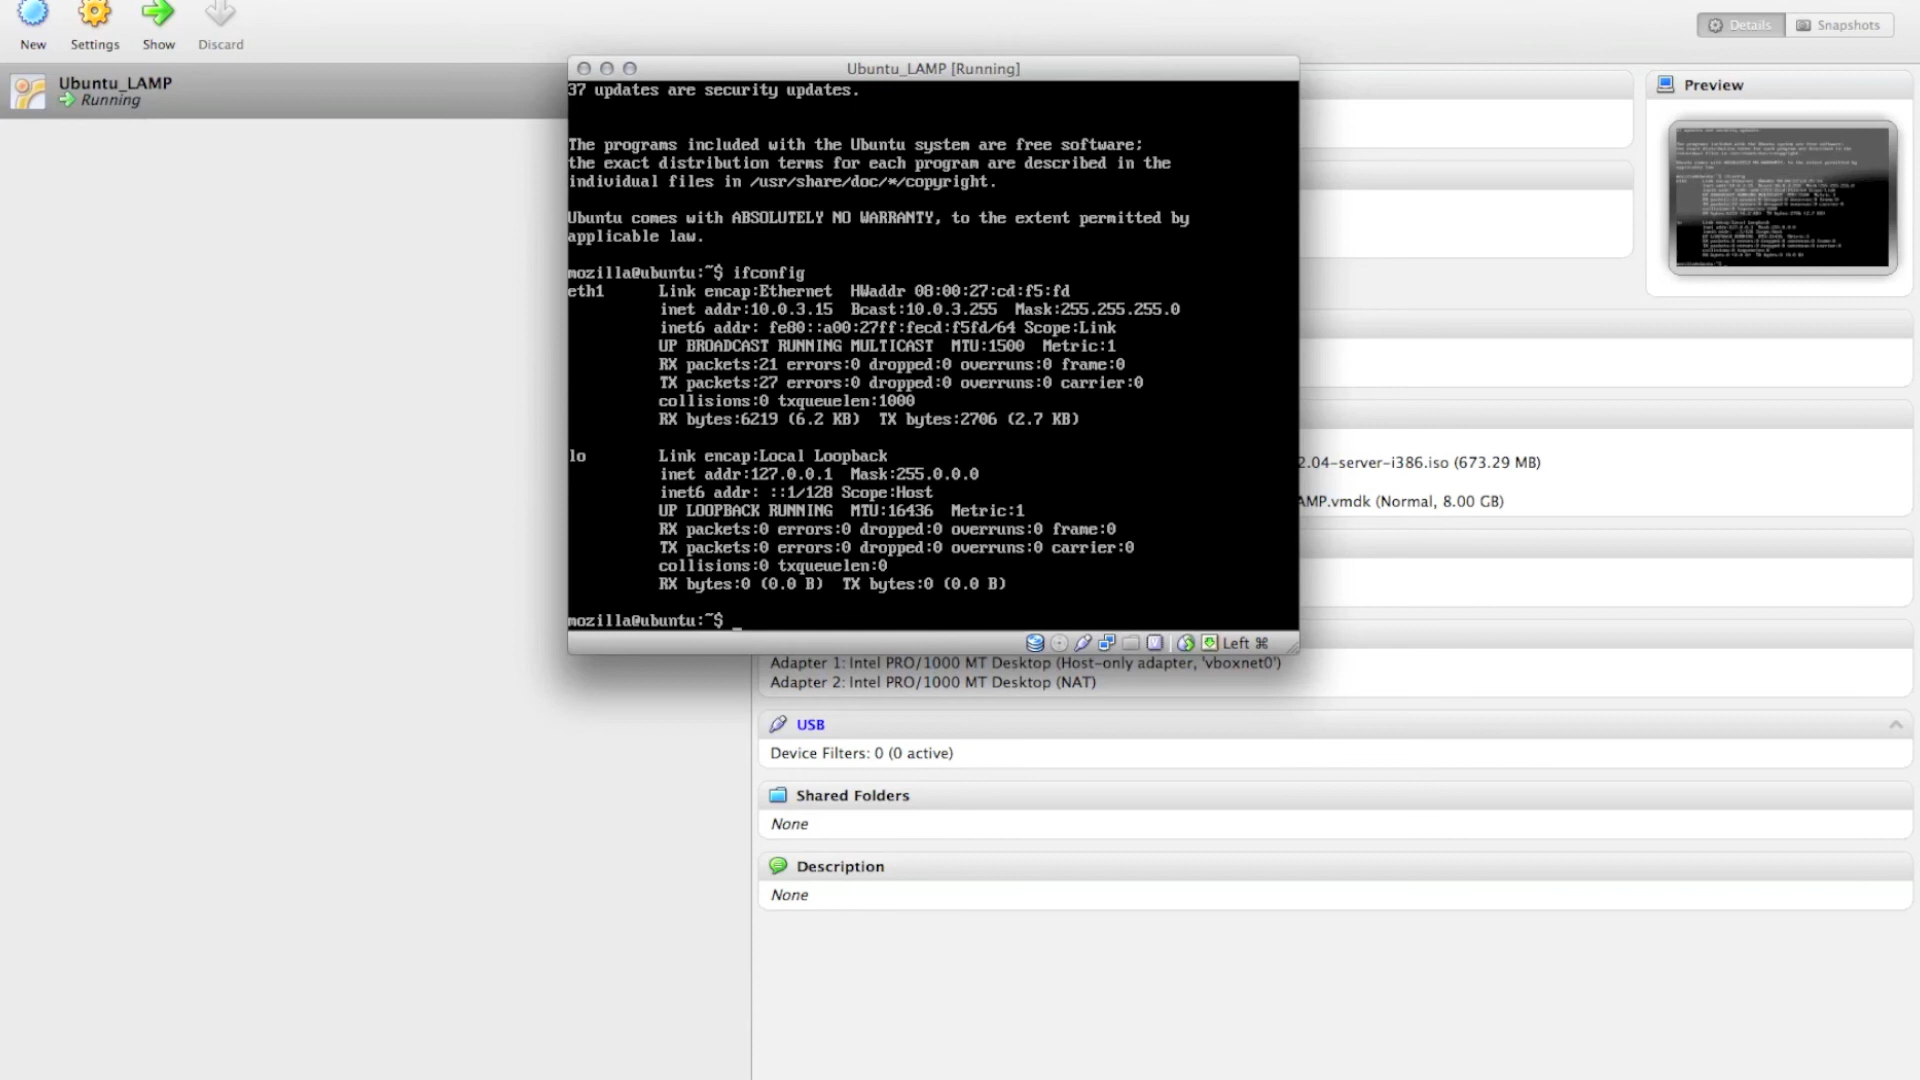 New
Settings
Show
Discard
Details
Snapshots
Ubuntu_LAMP
Running
Ubuntu_LAMP [Running]
37 updates are security updates.
The programs included with the Ubuntu system are free software;
the exact distribution terms for each program are described in the
individual files in /usr/share/doc/*/copyright.
Ubuntu comes with ABSOLUTELY NO WARRANTY, to the extent permitted by
applicable law.
mozilla@ubuntu:~$ ifconfig
eth1 Link encap:Ethernet HWaddr 08:00:27:cd:f5:fd
inet addr:10.0.3.15 Bcast:10.0.3.255 Mask:255.255.255.0
inet6 addr: fe80::a00:27ff:fecd:f5fd/64 Scope:Link
UP BROADCAST RUNNING MULTICAST MTU:1500 Metric:1
RX packets:21 errors:0 dropped:0 overruns:0 frame:0
TX packets:27 errors:0 dropped:0 overruns:0 carrier:0
collisions:0 txqueuelen:1000
RX bytes:6219 (6.2 KB) TX bytes:2706 (2.7 KB)
lo Link encap:Local Loopback
inet addr:127.0.0.1 Mask:255.0.0.0
inet6 addr: ::1/128 Scope:Host
UP LOOPBACK RUNNING MTU:16436 Metric:1
RX packets:0 errors:0 dropped:0 overruns:0 frame:0
TX packets:0 errors:0 dropped:0 overruns:0 carrier:0
collisions:0 txqueuelen:0
RX bytes:0 (0.0 B) TX bytes:0 (0.0 B)
mozilla@ubuntu:~$ _
Left ⌘
Preview
2.04-server-i386.iso (673.29 MB)
AMP.vmdk (Normal, 8.00 GB)
Adapter 1: Intel PRO/1000 MT Desktop (Host-only adapter, 'vboxnet0')
Adapter 2: Intel PRO/1000 MT Desktop (NAT)
USB
Device Filters: 0 (0 active)
Shared Folders
None
Description
None